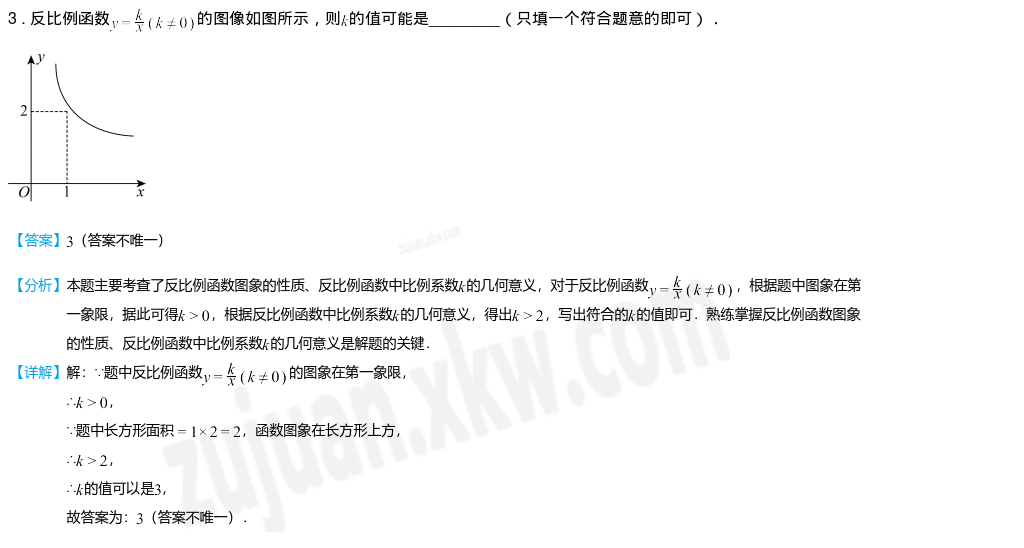 3．反比例函数y=k/x(k≠0)的图像如图所示，则k的值可能是_________（只填一个符合题意的即可）．
y
2
O 1 x
【答案】3（答案不唯一）
zujuan.xkw.com
【分析】本题主要考查了反比例函数图象的性质、反比例函数中比例系数k的几何意义，对于反比例函数y=k/x(k≠0)，根据题中图象在第
一象限，据此可得k>0，根据反比例函数中比例系数k的几何意义，得出k>2，写出符合的k的值即可．熟练掌握反比例函数图象
的性质、反比例函数中比例系数k的几何意义是解题的关键．
【详解】解：∵题中反比例函数y=k/x(k≠0)的图象在第一象限，
∴k>0，
∵题中长方形面积=1×2=2，函数图象在长方形上方，
∴k>2，
∴k的值可以是3，
故答案为：3（答案不唯一）．
zujuan.xkw.com